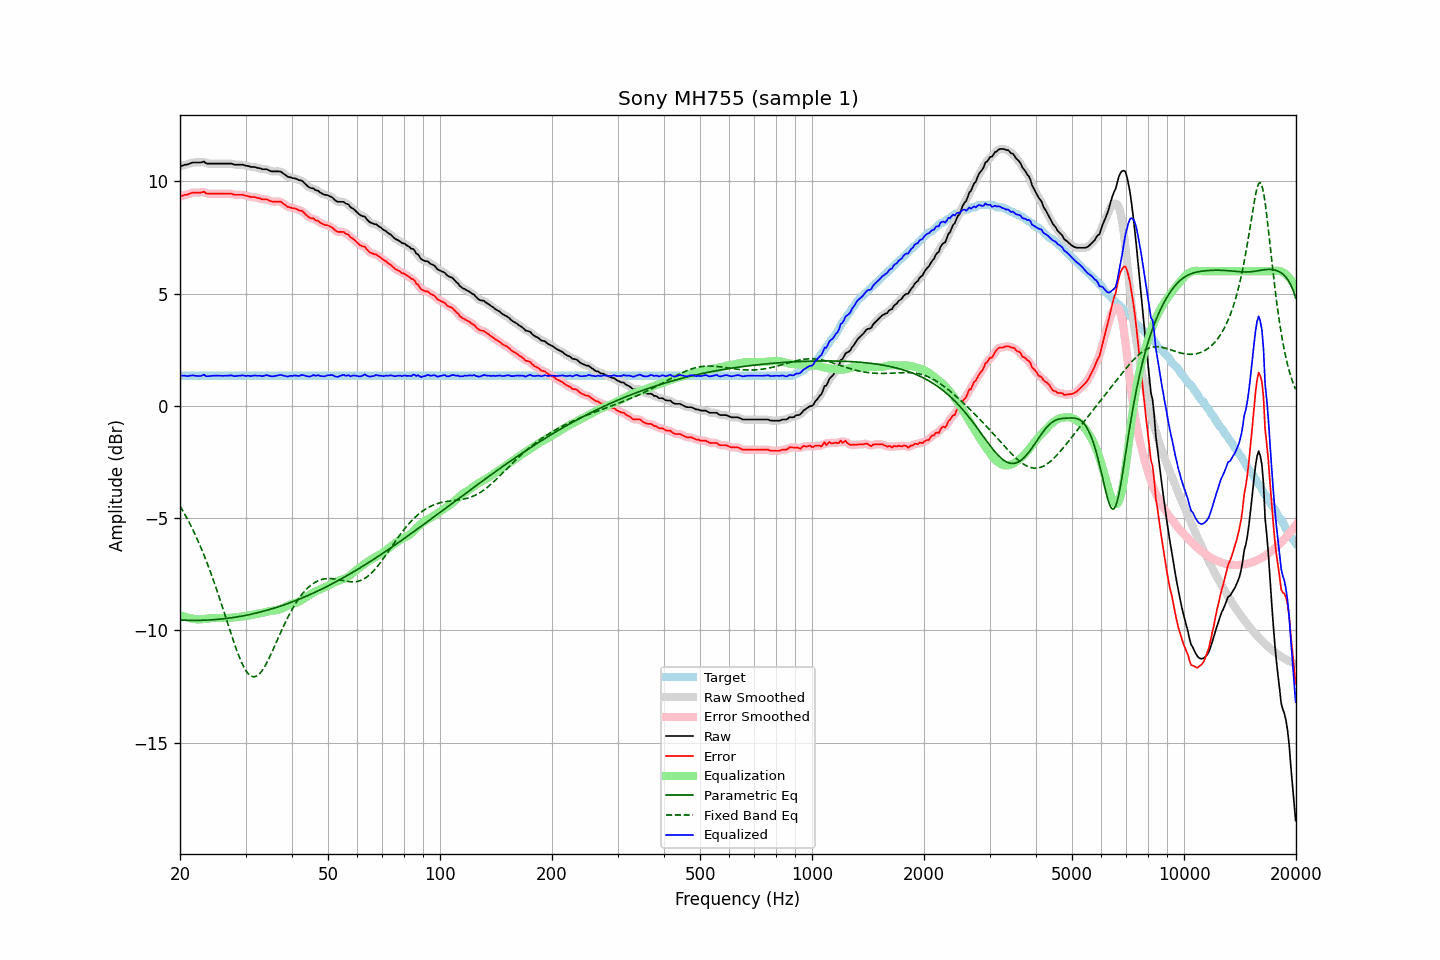 Sony MH755 (sample 1)
Amplitude (dBr)
10
5
0
−5
−10
−15
Target
Raw Smoothed
Error Smoothed
Raw
Error
Equalization
Parametric Eq
Fixed Band Eq
Equalized
20 50 100 200 500 1000 2000 5000 10000 20000
Frequency (Hz)